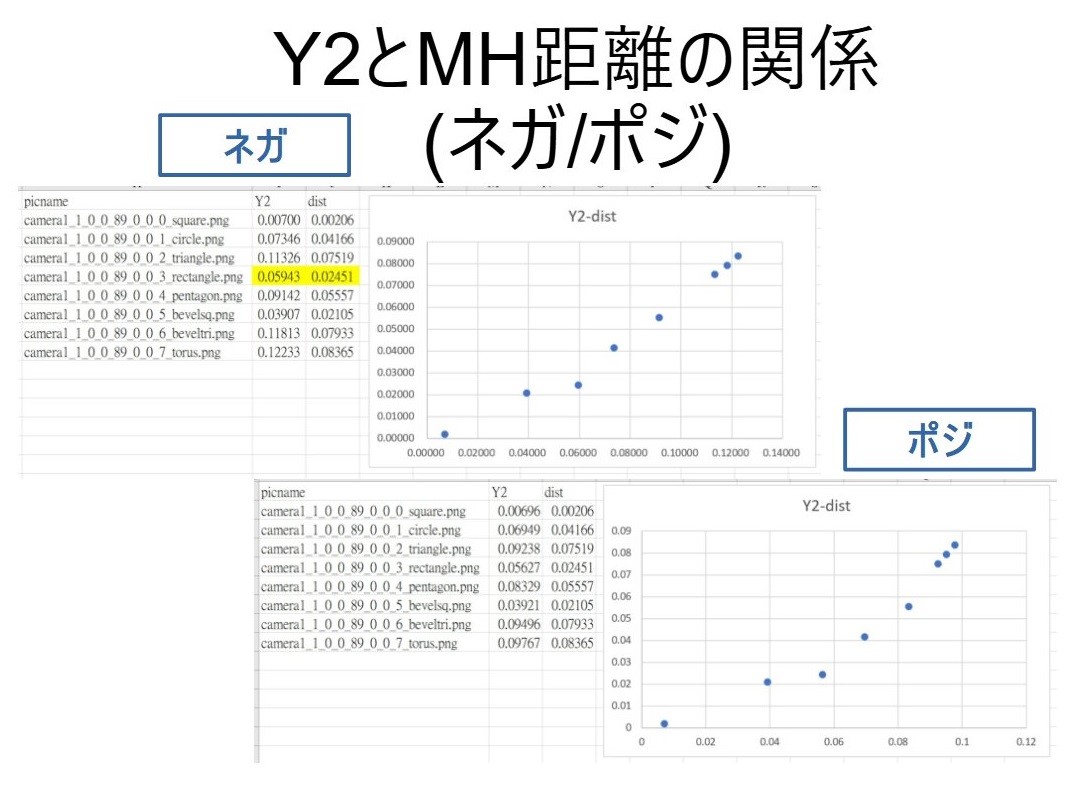 Y2とMH距離の関係
(ネガ/ポジ)
ネガ
picname Y2 dist
camera1_1_0_0_89_0_0_0_square.png 0.00700 0.00206
camera1_1_0_0_89_0_0_1_circle.png 0.07346 0.04166
camera1_1_0_0_89_0_0_2_triangle.png 0.11326 0.07519
camera1_1_0_0_89_0_0_3_rectangle.png 0.05943 0.02451
camera1_1_0_0_89_0_0_4_pentagon.png 0.09142 0.05557
camera1_1_0_0_89_0_0_5_bevelsq.png 0.03907 0.02105
camera1_1_0_0_89_0_0_6_beveltri.png 0.11813 0.07933
camera1_1_0_0_89_0_0_7_torus.png 0.12233 0.08365
Y2-dist
0.09000
0.08000
0.07000
0.06000
0.05000
0.04000
0.03000
0.02000
0.01000
0.00000
0.00000 0.02000 0.04000 0.06000 0.08000 0.10000 0.12000 0.14000
ポジ
picname Y2 dist
camera1_1_0_0_89_0_0_0_square.png 0.00696 0.00206
camera1_1_0_0_89_0_0_1_circle.png 0.06949 0.04166
camera1_1_0_0_89_0_0_2_triangle.png 0.09238 0.07519
camera1_1_0_0_89_0_0_3_rectangle.png 0.05627 0.02451
camera1_1_0_0_89_0_0_4_pentagon.png 0.08329 0.05557
camera1_1_0_0_89_0_0_5_bevelsq.png 0.03921 0.02105
camera1_1_0_0_89_0_0_6_beveltri.png 0.09496 0.07933
camera1_1_0_0_89_0_0_7_torus.png 0.09767 0.08365
Y2-dist
0.09
0.08
0.07
0.06
0.05
0.04
0.03
0.02
0.01
0
0 0.02 0.04 0.06 0.08 0.1 0.12